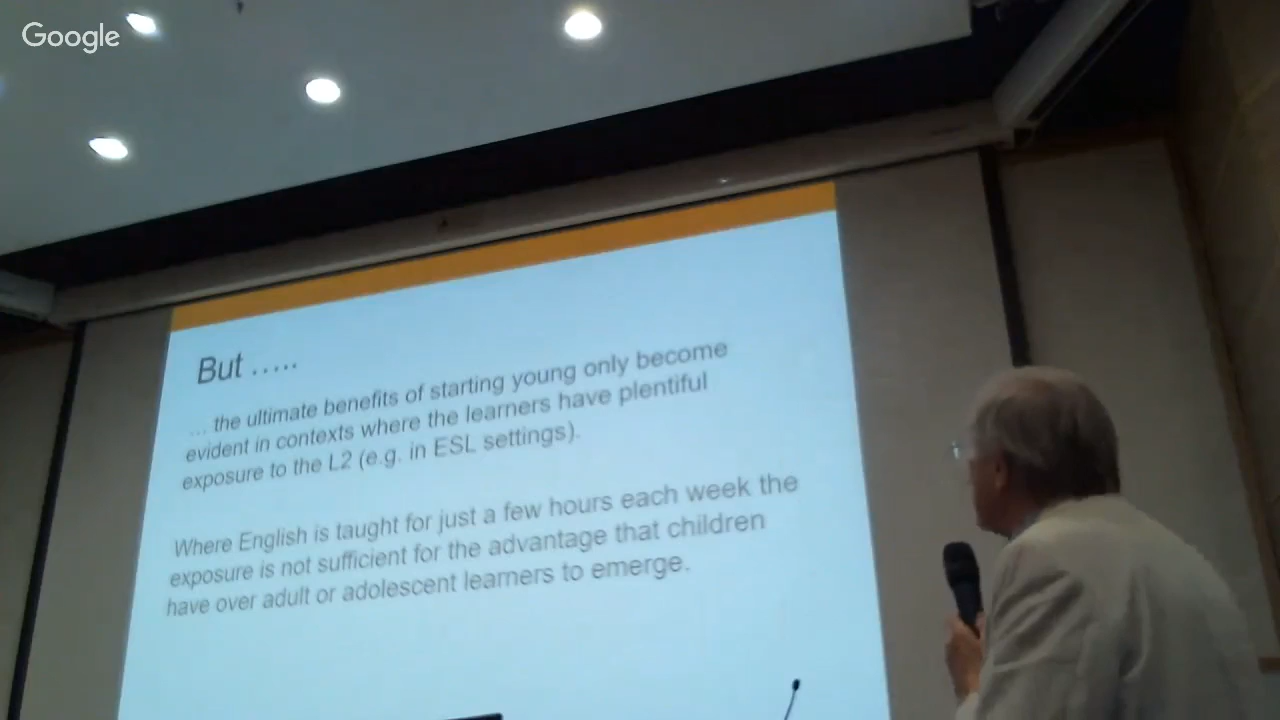 Google
But .....
... the ultimate benefits of starting young only become
evident in contexts where the learners have plentiful
exposure to the L2 (e.g. in ESL settings).
Where English is taught for just a few hours each week the
exposure is not sufficient for the advantage that children
have over adult or adolescent learners to emerge.